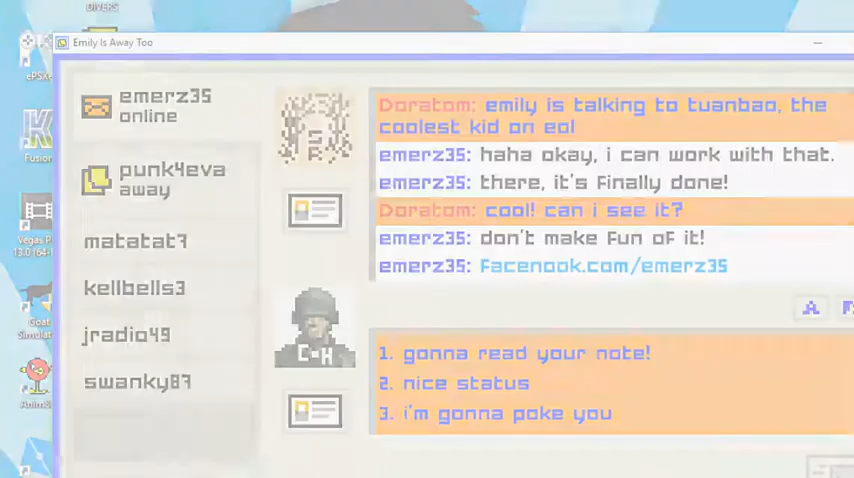 DIVERS
Emily Is Away Too
ePSXe
Fusion
Vegas P
13.0 (64-
Goat
Simulat
emerz35
online
punk4eva
away
matatat7
kellbells3
jradio49
swanky87
Doratom: emily is talking to tuanbao, the
coolest kid on eol
emerz35: haha okay, i can work with that.
emerz35: there, it's finally done!
Doratom: cool! can i see it?
emerz35: don't make fun of it!
emerz35: Facenook.com/emerz35
A
C●H
1. gonna read your note!
2. nice status
3. i'm gonna poke you